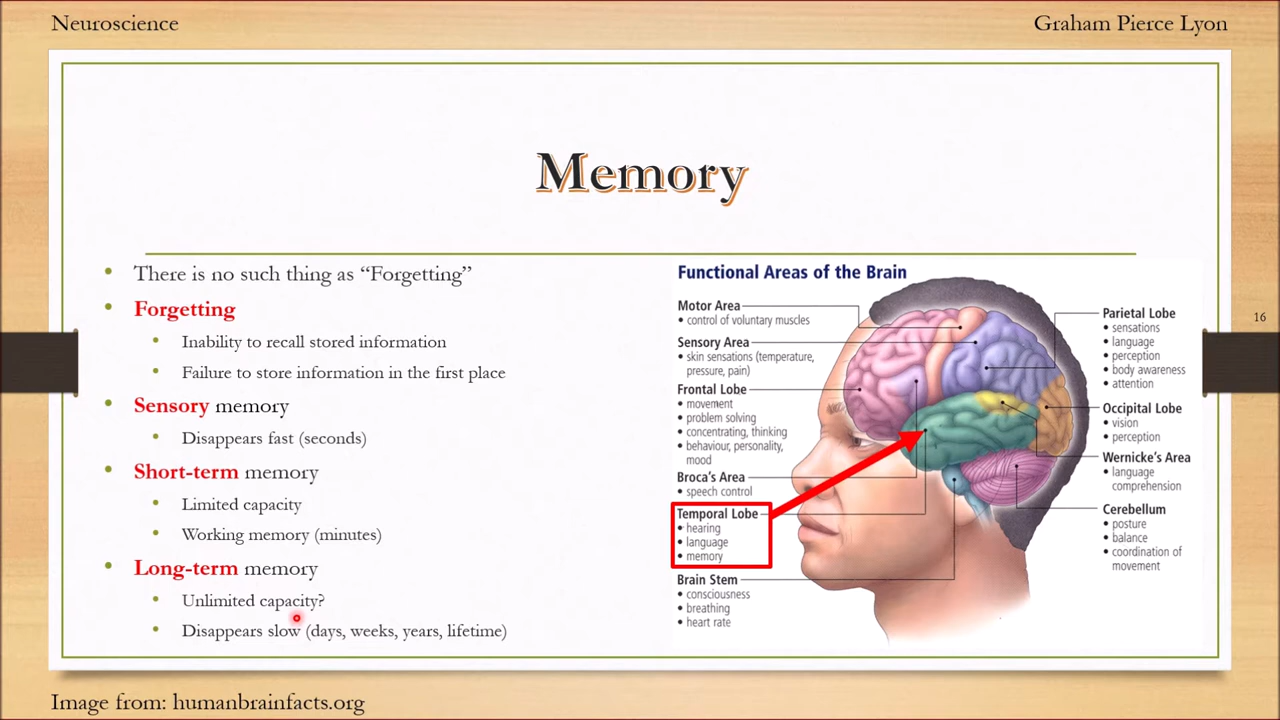 Neuroscience
Graham Pierce Lyon
Memory
• There is no such thing as “Forgetting”
• Forgetting
• Inability to recall stored information
• Failure to store information in the first place
• Sensory memory
• Disappears fast (seconds)
• Short-term memory
• Limited capacity
• Working memory (minutes)
• Long-term memory
• Unlimited capacity?
• Disappears slow (days, weeks, years, lifetime)
Functional Areas of the Brain
Motor Area
• control of voluntary muscles
Sensory Area
• skin sensations (temperature,
pressure, pain)
Frontal Lobe
• movement
• problem solving
• concentrating, thinking
• behaviour, personality,
mood
Broca's Area
• speech control
Temporal Lobe
• hearing
• language
• memory
Brain Stem
• consciousness
• breathing
• heart rate
Parietal Lobe
• sensations
• language
• perception
• body awareness
• attention
Occipital Lobe
• vision
• perception
Wernicke's Area
• language
comprehension
Cerebellum
• posture
• balance
• coordination of
movement
16
Image from: humanbrainfacts.org